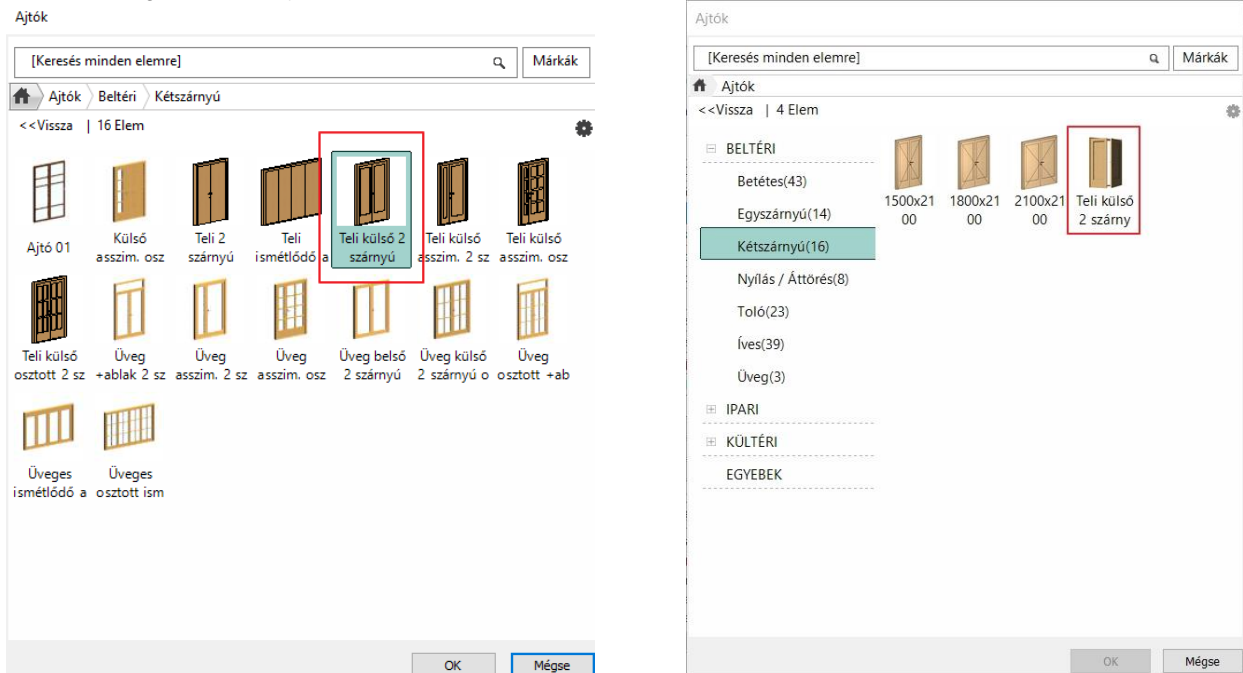 Ajtók
[Keresés minden elemre]
Márkák
Ajtók Beltéri Kétszárnyú
<<Vissza | 16 Elem
Ajtó 01
Külső
asszim. osz
Teli 2
szárnyú
Teli
ismétlődő a
Teli külső 2
szárnyú
Teli külső
asszim. 2 sz
Teli külső
asszim. osz
Teli külső
osztott 2 sz
Üveg
+ablak 2 sz
Üveg
asszim. 2 sz
Üveg
asszim. osz
Üveg belső
2 szárnyú
Üveg külső
2 szárnyú o
Üveg
osztott +ab
Üveges
ismétlődő a
Üveges
osztott ism
OK
Mégse
Ajtók
[Keresés minden elemre]
Márkák
Ajtók
<<Vissza | 4 Elem
BELTÉRI
Betétes(43)
Egyszárnyú(14)
Kétszárnyú(16)
Nyílás / Áttörés(8)
Toló(23)
Íves(39)
Üveg(3)
IPARI
KÜLTÉRI
EGYEBEK
1500x21
00
1800x21
00
2100x21
00
Teli külső
2 szárny
OK
Mégse